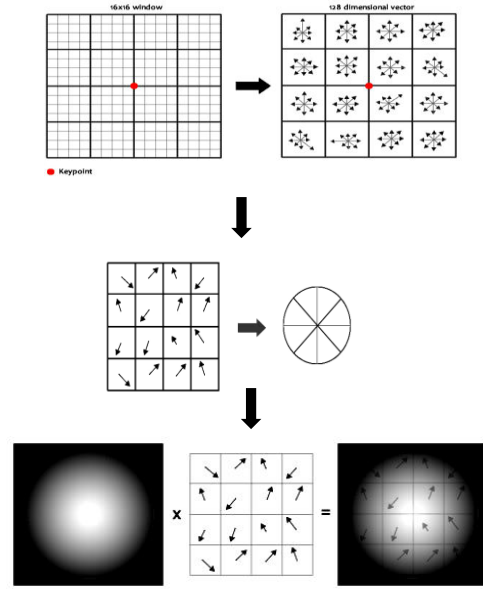 16x16 window
128 dimensional vector
Keypoint
x
=